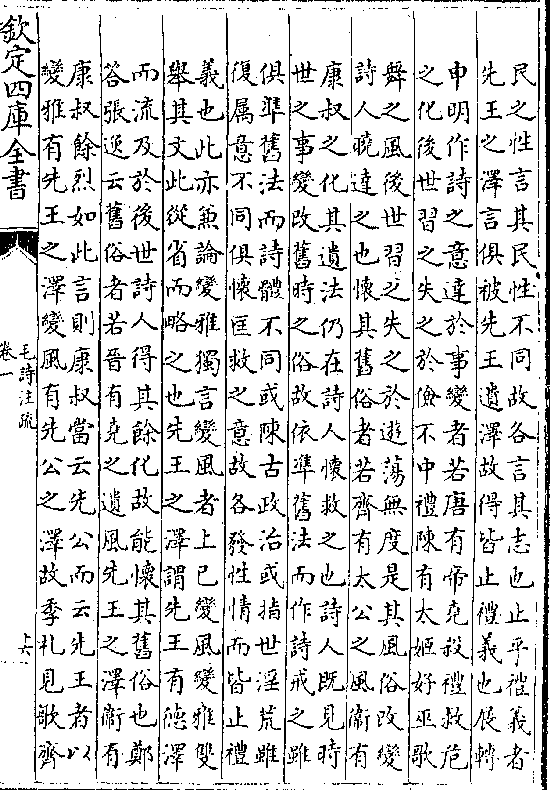 民之性言其民性不同故各言其志也止乎禮義者
先王之澤言俱被先王遺澤故得皆止禮義也展轉
申明作詩之意達於事變者若唐有帝堯殺禮救危
之化後世習之失之於儉不中禮陳有太姬好巫歌
舞之風後世習之失之於遊蕩無度是其風俗改變
詩人曉達之也懷其舊俗者若齊有太公之風衞有
康叔之化其遺法仍在詩人懷救之也詩人既見時
世之事變改舊時之俗故依準舊法而作詩戒之雖
俱準舊法而詩體不同或陳古政治或指世淫荒雖
復屬意不同俱懷匡救之意故各發性情而皆止禮
義也此亦兼論變雅獨言變風者上已變風變雅雙
舉其文此從省而略之也先王之澤謂先王有德澤
而流及於後世詩人得其餘化故能懷其舊俗也鄭
荅張逸云舊俗者若晉有堯之遺風先王之澤衞有
康叔餘烈如此言則康叔當云先公而云先王者以
變雅有先王之澤變風有先公之澤故季札見歌齊
欽定四庫全書
毛詩注疏
卷一